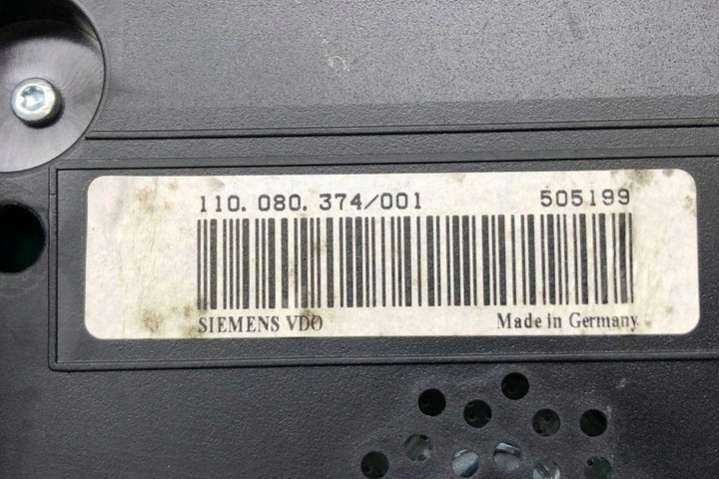 110. 080. 374/001 505199
SIEMENS VDO Made in Germany